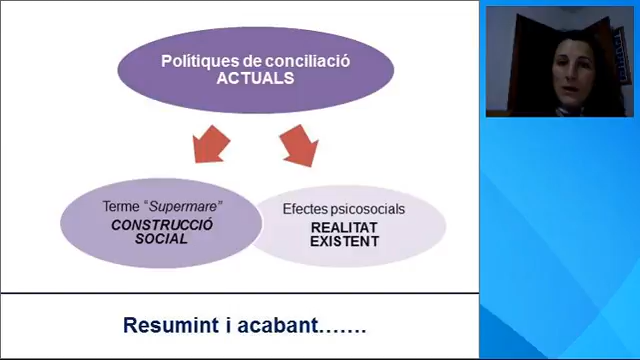 Polítiques de conciliació
ACTUALS
Terme “Supermare”
CONSTRUCCIÓ
SOCIAL
Efectes psicosocials
REALITAT
EXISTENT
Resumint i acabant…….